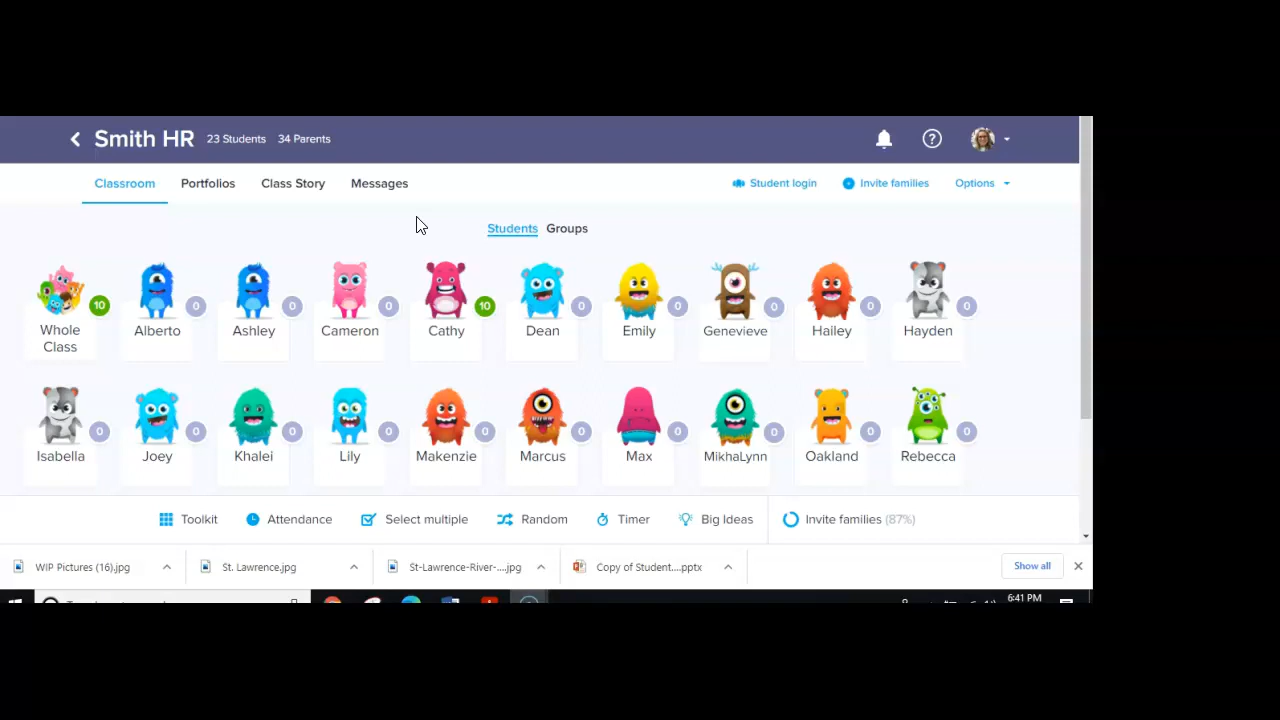 Smith HR 23 Students 34 Parents
Classroom Portfolios Class Story Messages Student login Invite families Options
Students Groups
10 0 0 0 10 0 0 0 0 0
Whole Class Alberto Ashley Cameron Cathy Dean Emily Genevieve Hailey Hayden
0 0 0 0 0 0 0 0 0 0
Isabella Joey Khalei Lily Makenzie Marcus Max MikhaLynn Oakland Rebecca
Toolkit Attendance Select multiple Random Timer Big Ideas Invite families (87%)
WIP Pictures (16).jpg St. Lawrence.jpg St-Lawrence-River-....jpg Copy of Student....pptx Show all
6:41 PM